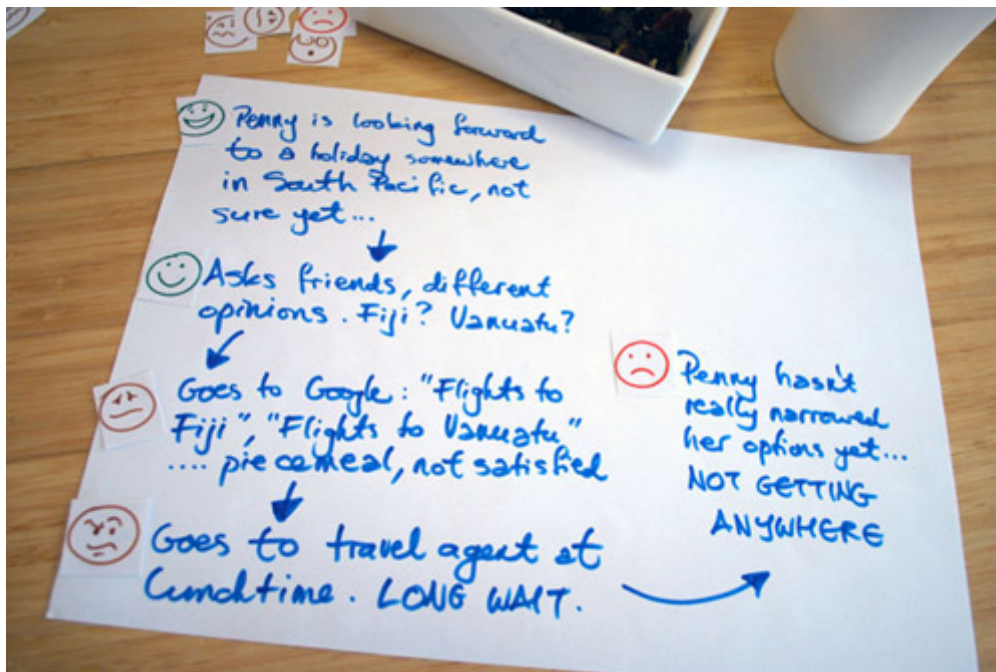 Penny is looking forward
to a holiday somewhere
in South Pacific, not
sure yet...
Asks friends, different
opinions. Fiji? Vanuatu?
Goes to Google: "Flights to
Fiji", "Flights to Vanuatu"
.... piecemeal, not satisfied
Goes to travel agent at
Lunchtime. LONG WAIT.
Penny hasn't
really narrowed
her options yet...
NOT GETTING
ANYWHERE